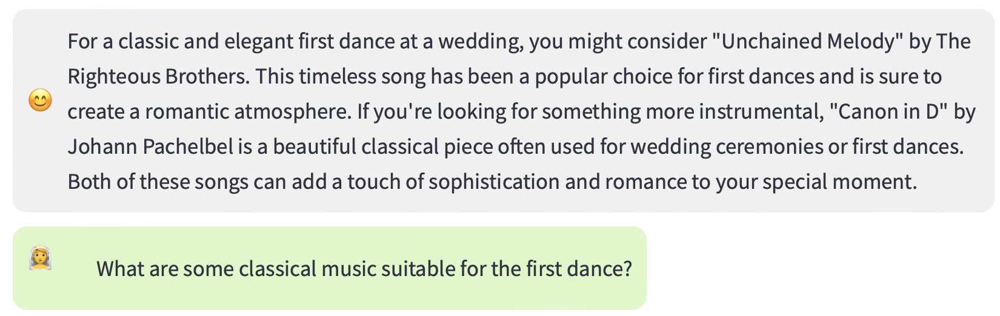 For a classic and elegant first dance at a wedding, you might consider "Unchained Melody" by The
Righteous Brothers. This timeless song has been a popular choice for first dances and is sure to
create a romantic atmosphere. If you're looking for something more instrumental, "Canon in D" by
Johann Pachelbel is a beautiful classical piece often used for wedding ceremonies or first dances.
Both of these songs can add a touch of sophistication and romance to your special moment.
What are some classical music suitable for the first dance?